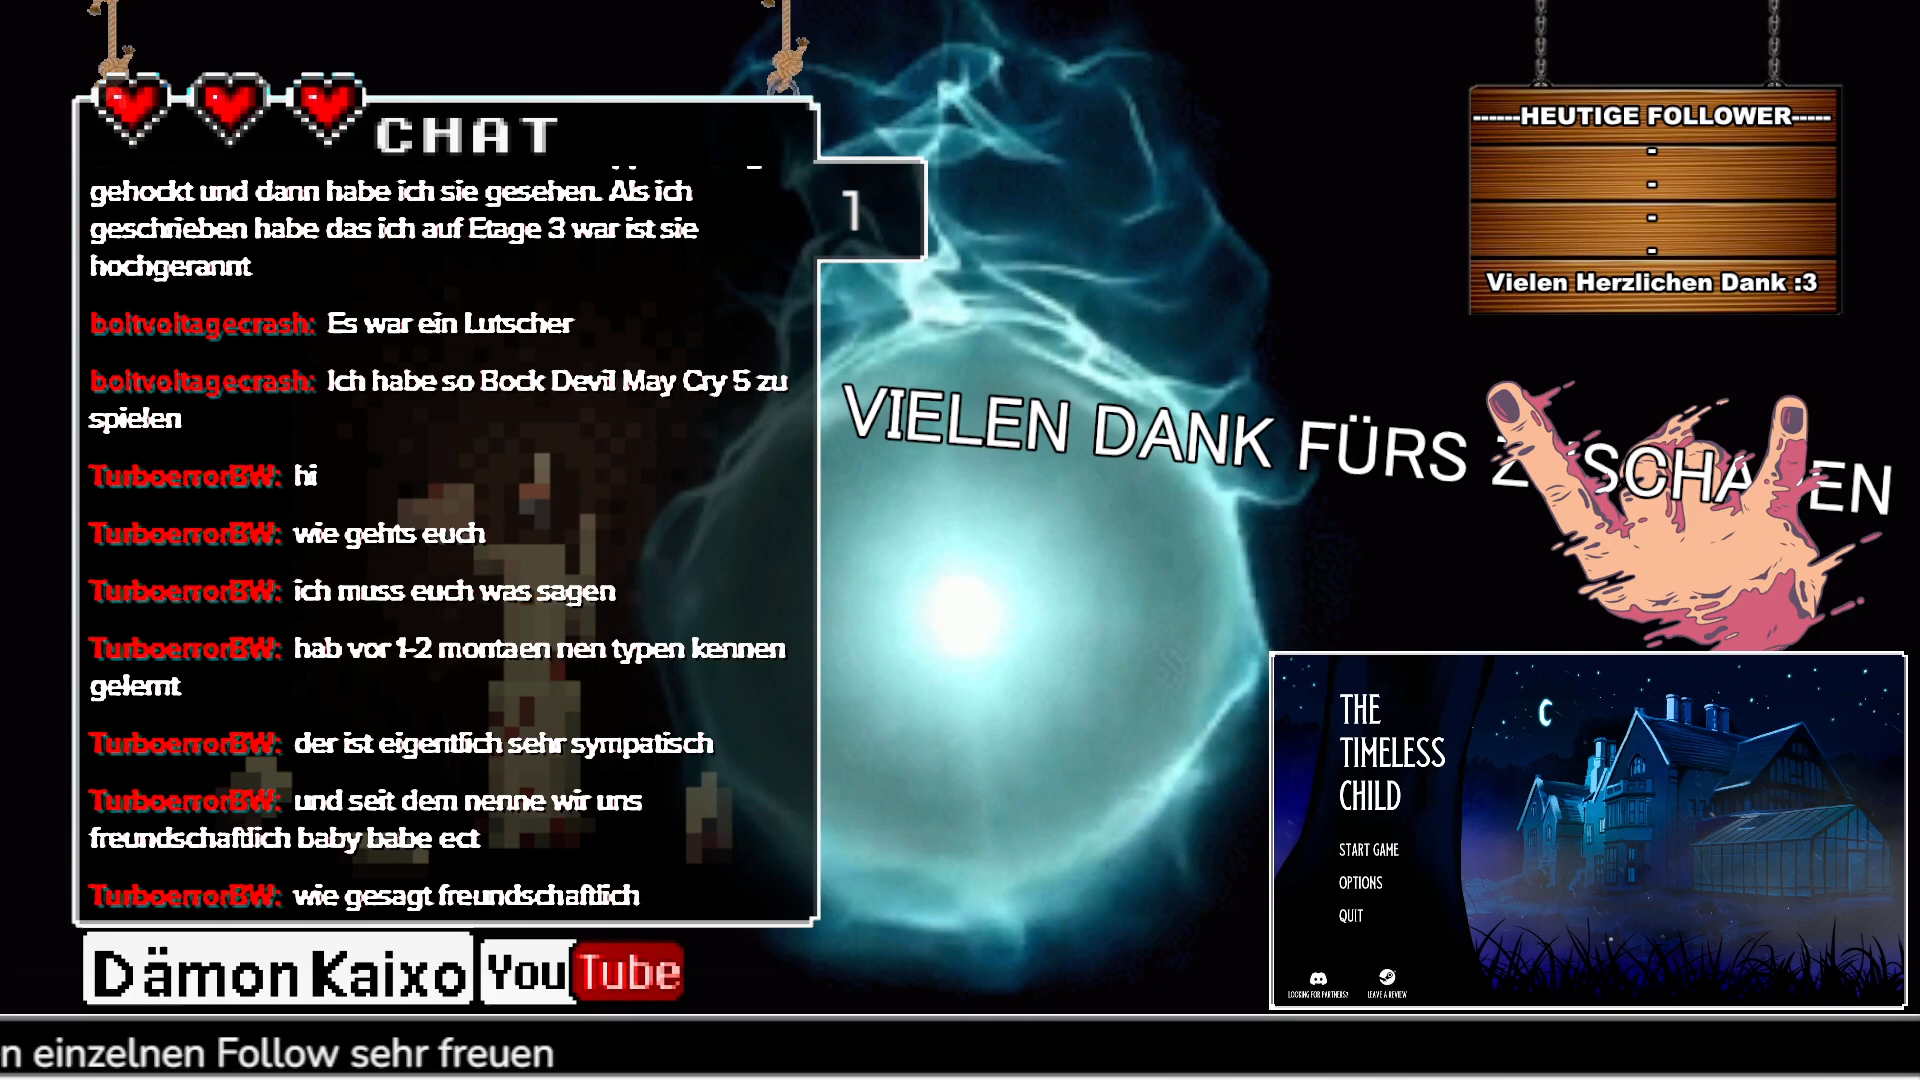 CHAT
gehockt und dann habe ich sie gesehen. Als ich
geschrieben habe das ich auf Etage 3 war ist sie
hochgerannt
boltvoltagecrash: Es war ein Lutscher
boltvoltagecrash: Ich habe so Bock Devil May Cry 5 zu
spielen
TurboerrorBW: hi
TurboerrorBW: wie gehts euch
TurboerrorBW: ich muss euch was sagen
TurboerrorBW: hab vor 1-2 montaen nen typen kennen
gelernt
TurboerrorBW: der ist eigentlich sehr sympatisch
TurboerrorBW: und seit dem nenne wir uns
freundschaftlich baby babe ect
TurboerrorBW: wie gesagt freundschaftlich
1
Dämon Kaixo YouTube
------HEUTIGE FOLLOWER-----
-
-
-
-
Vielen Herzlichen Dank :3
VIELEN DANK FÜRS
THE
TIMELESS
CHILD
START GAME
OPTIONS
QUIT
LOOKING FOR PARTNERS? LEAVE A REVIEW
n einzelnen Follow sehr freuen